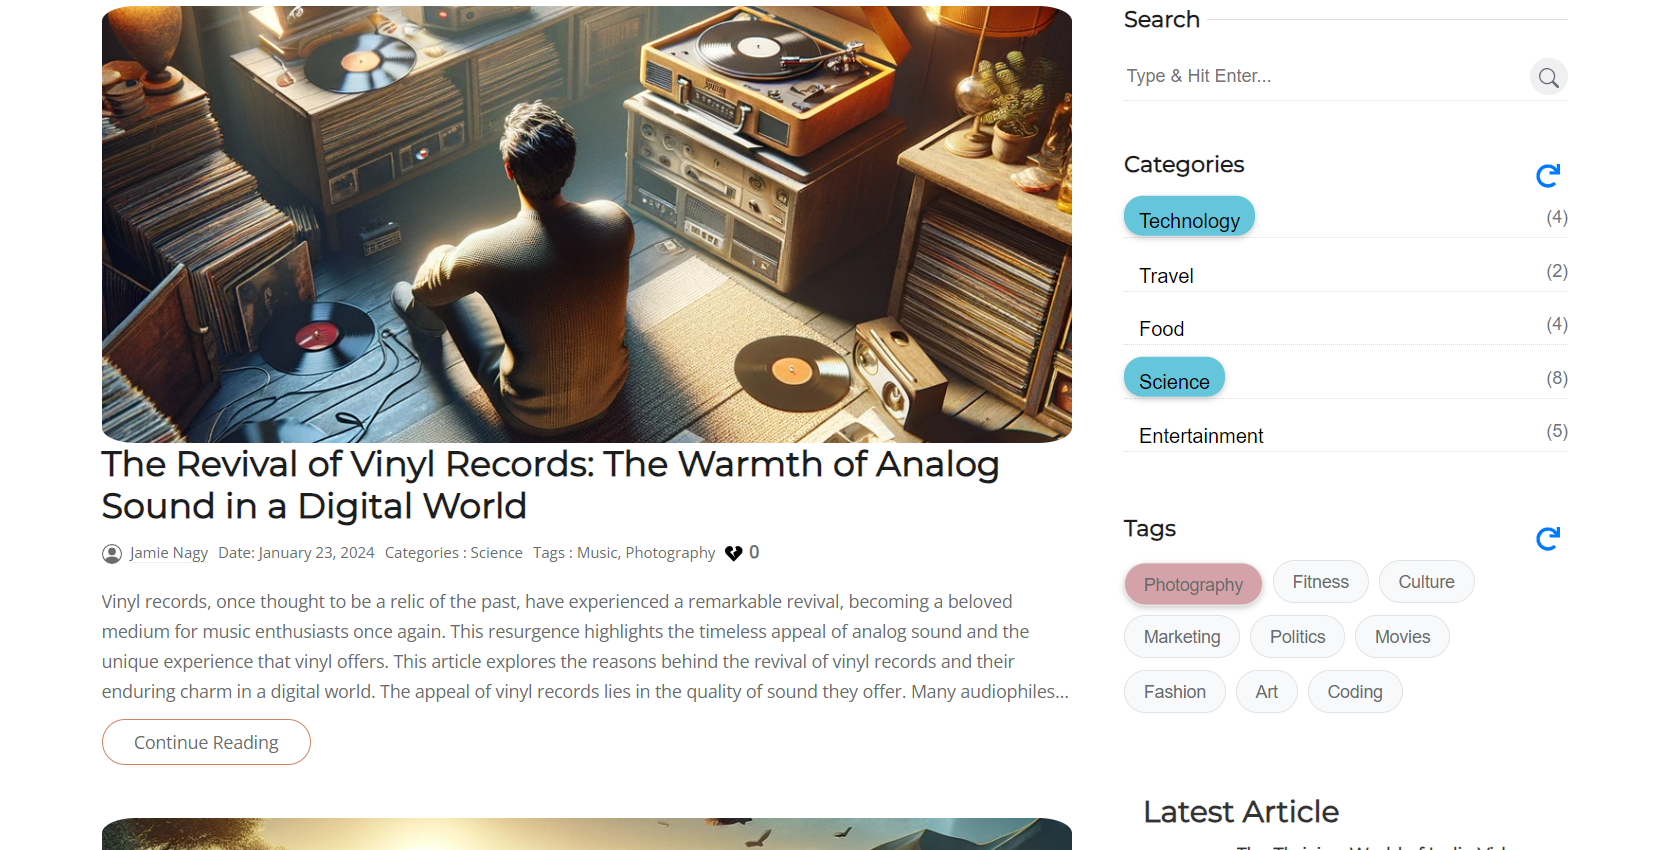 Search
Type & Hit Enter...
Categories
Technology (4)
Travel (2)
Food (4)
Science (8)
Entertainment (5)
Tags
Photography Fitness Culture
Marketing Politics Movies
Fashion Art Coding
Latest Article
The Revival of Vinyl Records: The Warmth of Analog
Sound in a Digital World
Jamie Nagy Date: January 23, 2024 Categories : Science Tags : Music, Photography 0
Vinyl records, once thought to be a relic of the past, have experienced a remarkable revival, becoming a beloved
medium for music enthusiasts once again. This resurgence highlights the timeless appeal of analog sound and the
unique experience that vinyl offers. This article explores the reasons behind the revival of vinyl records and their
enduring charm in a digital world. The appeal of vinyl records lies in the quality of sound they offer. Many audiophiles...
Continue Reading